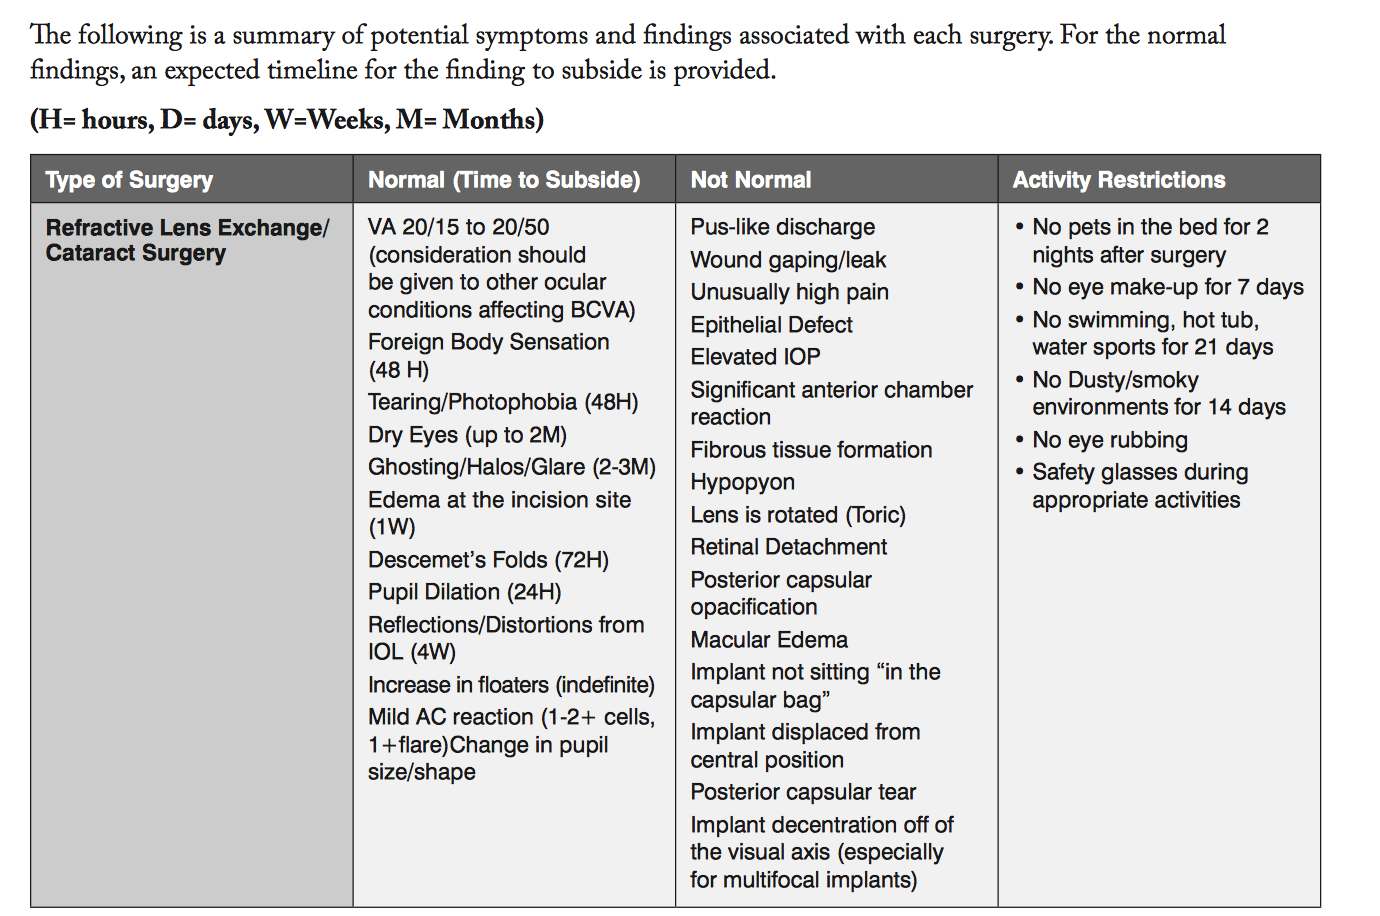 The following is a summary of potential symptoms and findings associated with each surgery. For the normal
findings, an expected timeline for the finding to subside is provided.
(H= hours, D= days, W=Weeks, M= Months)
Type of Surgery
Normal (Time to Subside)
Not Normal
Activity Restrictions
Refractive Lens Exchange/
Cataract Surgery
VA 20/15 to 20/50
(consideration should
be given to other ocular
conditions affecting BCVA)
Foreign Body Sensation
(48 H)
Tearing/Photophobia (48H)
Dry Eyes (up to 2M)
Ghosting/Halos/Glare (2-3M)
Edema at the incision site
(1W)
Descemet's Folds (72H)
Pupil Dilation (24H)
Reflections/Distortions from
IOL (4W)
Increase in floaters (indefinite)
Mild AC reaction (1-2+ cells,
1+flare)Change in pupil
size/shape
Pus-like discharge
Wound gaping/leak
Unusually high pain
Epithelial Defect
Elevated IOP
Significant anterior chamber
reaction
Fibrous tissue formation
Hypopyon
Lens is rotated (Toric)
Retinal Detachment
Posterior capsular
opacification
Macular Edema
Implant not sitting “in the
capsular bag”
Implant displaced from
central position
Posterior capsular tear
Implant decentration off of
the visual axis (especially
for multifocal implants)
• No pets in the bed for 2
nights after surgery
• No eye make-up for 7 days
• No swimming, hot tub,
water sports for 21 days
• No Dusty/smoky
environments for 14 days
• No eye rubbing
• Safety glasses during
appropriate activities